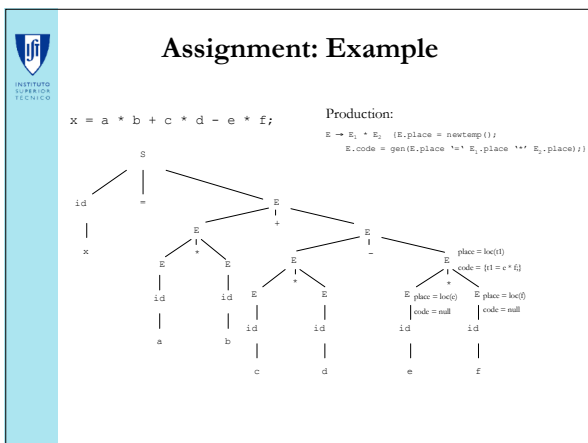 Assignment: Example
INSTITUTO
SUPERIOR
TECNICO
x = a * b + c * d - e * f;
Production:
E → E1 * E2 {E.place = newtemp();
E.code = gen(E.place ‘=‘ E1.place ‘*’ E2.place);}
S
id = E
x
E + E
E * E
E - E place = loc(t1)
code = {t1 = e * f;}
id id
E * E
E * E place = loc(e) place = loc(f)
code = null code = null
a b
id id id id
c d e f